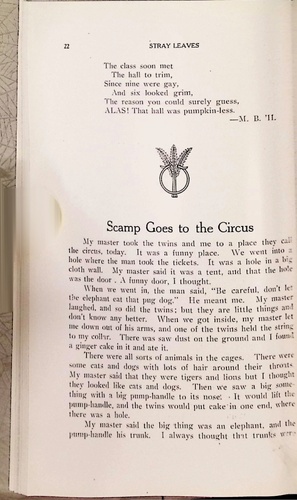 22 STRAY LEAVES
The class soon met
The hall to trim,
Since nine were gay,
And six looked grim,
The reason you could surely guess,
ALAS! That hall was pumpkin-less.
—M. B. '11.
Scamp Goes to the Circus
My master took the twins and me to a place they call
the circus, today. It was a funny place. We went into a
hole where the man took the tickets. It was a hole in a big
cloth wall. My master said it was a tent, and that the hole
was the door. A funny door, I thought.
When we went in, the man said, "Be careful, don't let
the elephant eat that pug dog." He meant me. My master
laughed, and so did the twins; but they are little things and
don't know any better. When we got inside, my master let
me down out of his arms, and one of the twins held the string
to my collar. There was saw dust on the ground and I found
a ginger cake in it and ate it.
There were all sorts of animals in the cages. There were
some cats and dogs with lots of hair around their throats.
My master said that they were tigers and lions but I thought
they looked like cats and dogs. Then we saw a big some-
thing with a big pump-handle to its nose. It would lift the
pump-handle, and the twins would put cake in one end, where
there was a hole.
My master said the big thing was an elephant, and the
pump-handle his trunk. I always thought that trunks were